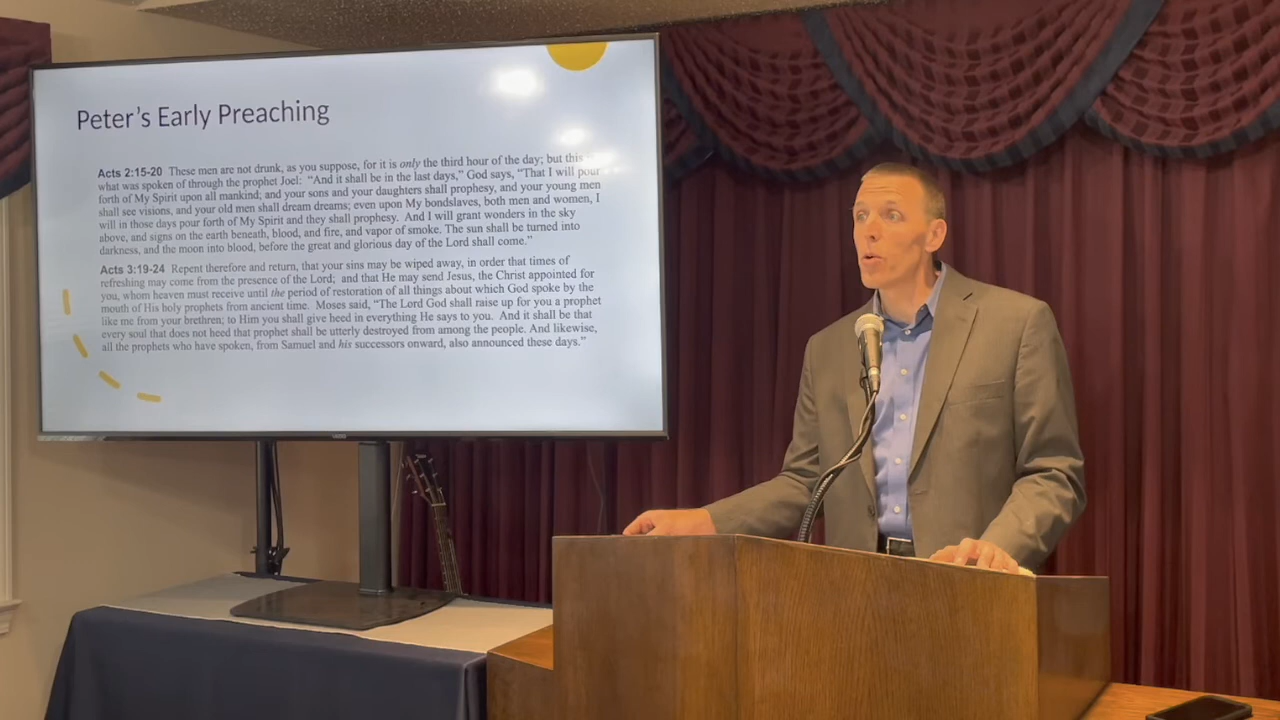 Peter's Early Preaching
Acts 2:15-20 These men are not drunk, as you suppose, for it is only the third hour of the day; but this
what was spoken of through the prophet Joel: “And it shall be in the last days,” God says, “That I will pour
forth of My Spirit upon all mankind; and your sons and your daughters shall prophesy, and your young men
shall see visions, and your old men shall dream dreams; even upon My bondslaves, both men and women, I
will in those days pour forth of My Spirit and they shall prophesy. And I will grant wonders in the sky
above, and signs on the earth beneath, blood, and fire, and vapor of smoke. The sun shall be turned into
darkness, and the moon into blood, before the great and glorious day of the Lord shall come.”
Acts 3:19-24 Repent therefore and return, that your sins may be wiped away, in order that times of
refreshing may come from the presence of the Lord; and that He may send Jesus, the Christ appointed for
you, whom heaven must receive until the period of restoration of all things about which God spoke by the
mouth of His holy prophets from ancient time. Moses said, “The Lord God shall raise up for you a prophet
like me from your brethren; to Him you shall give heed in everything He says to you. And it shall be that
every soul that does not heed that prophet shall be utterly destroyed from among the people. And likewise,
all the prophets who have spoken, from Samuel and his successors onward, also announced these days.”